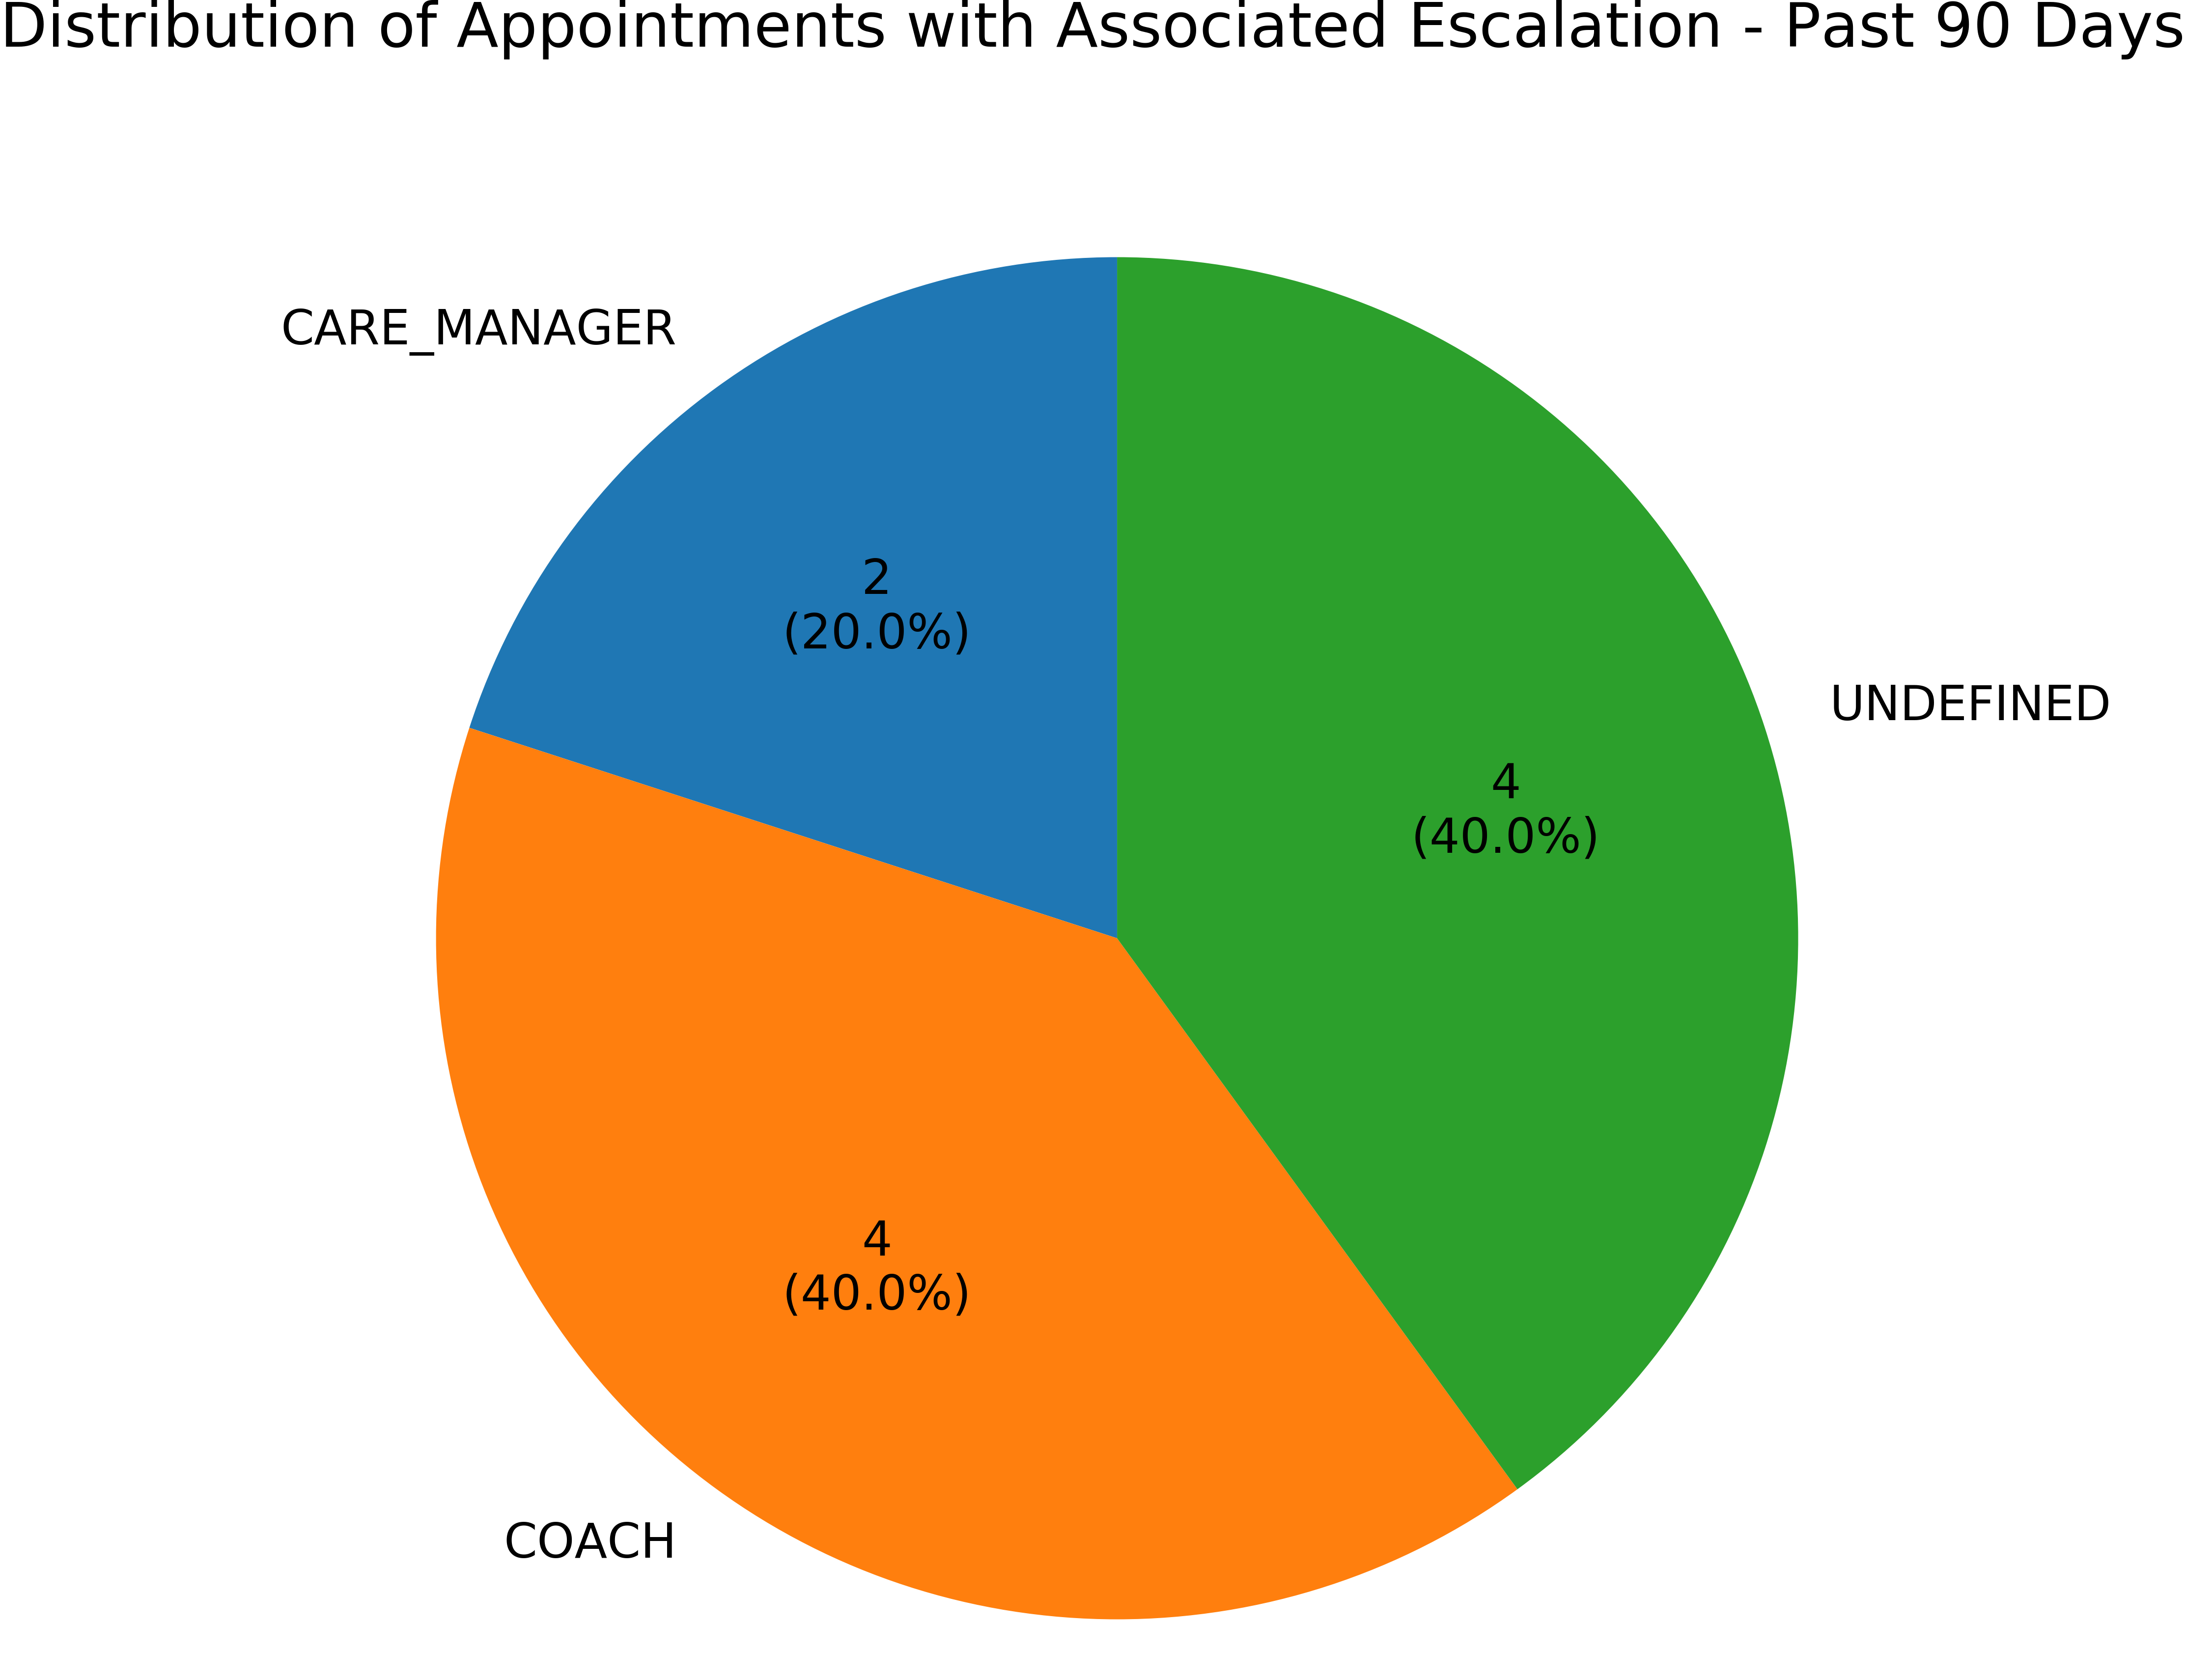 Distribution of Appointments with Associated Escalation - Past 90 Days
CARE_MANAGER
2
(20.0%)
UNDEFINED
4
(40.0%)
4
(40.0%)
COACH